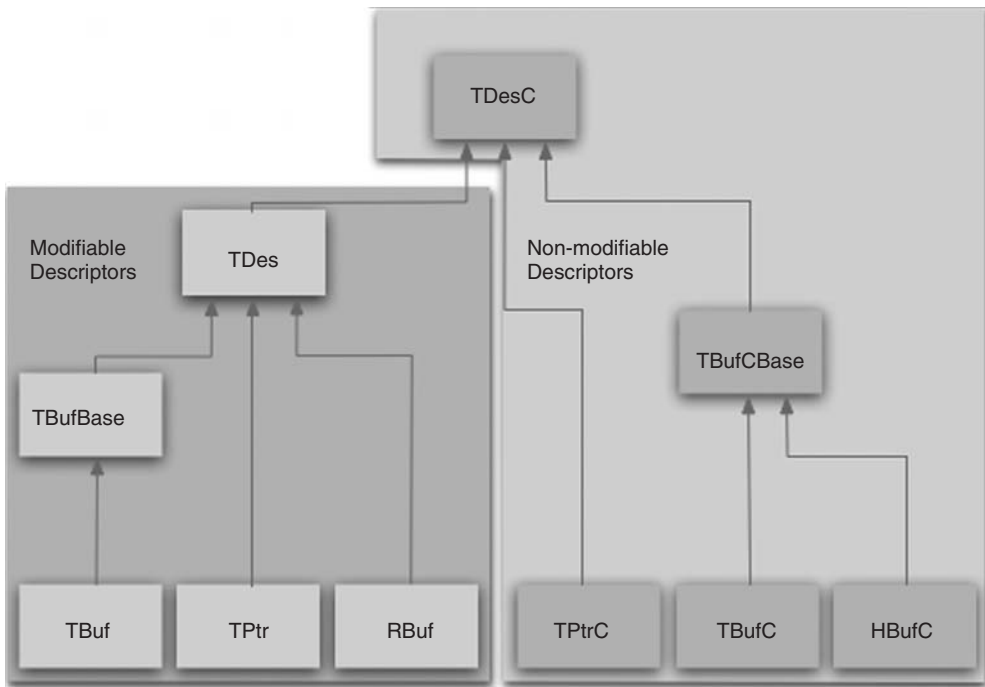 TDesC
Modifiable
Descriptors
TDes
Non-modifiable
Descriptors
TBufBase
TBufCBase
TBuf
TPtr
RBuf
TPtrC
TBufC
HBufC